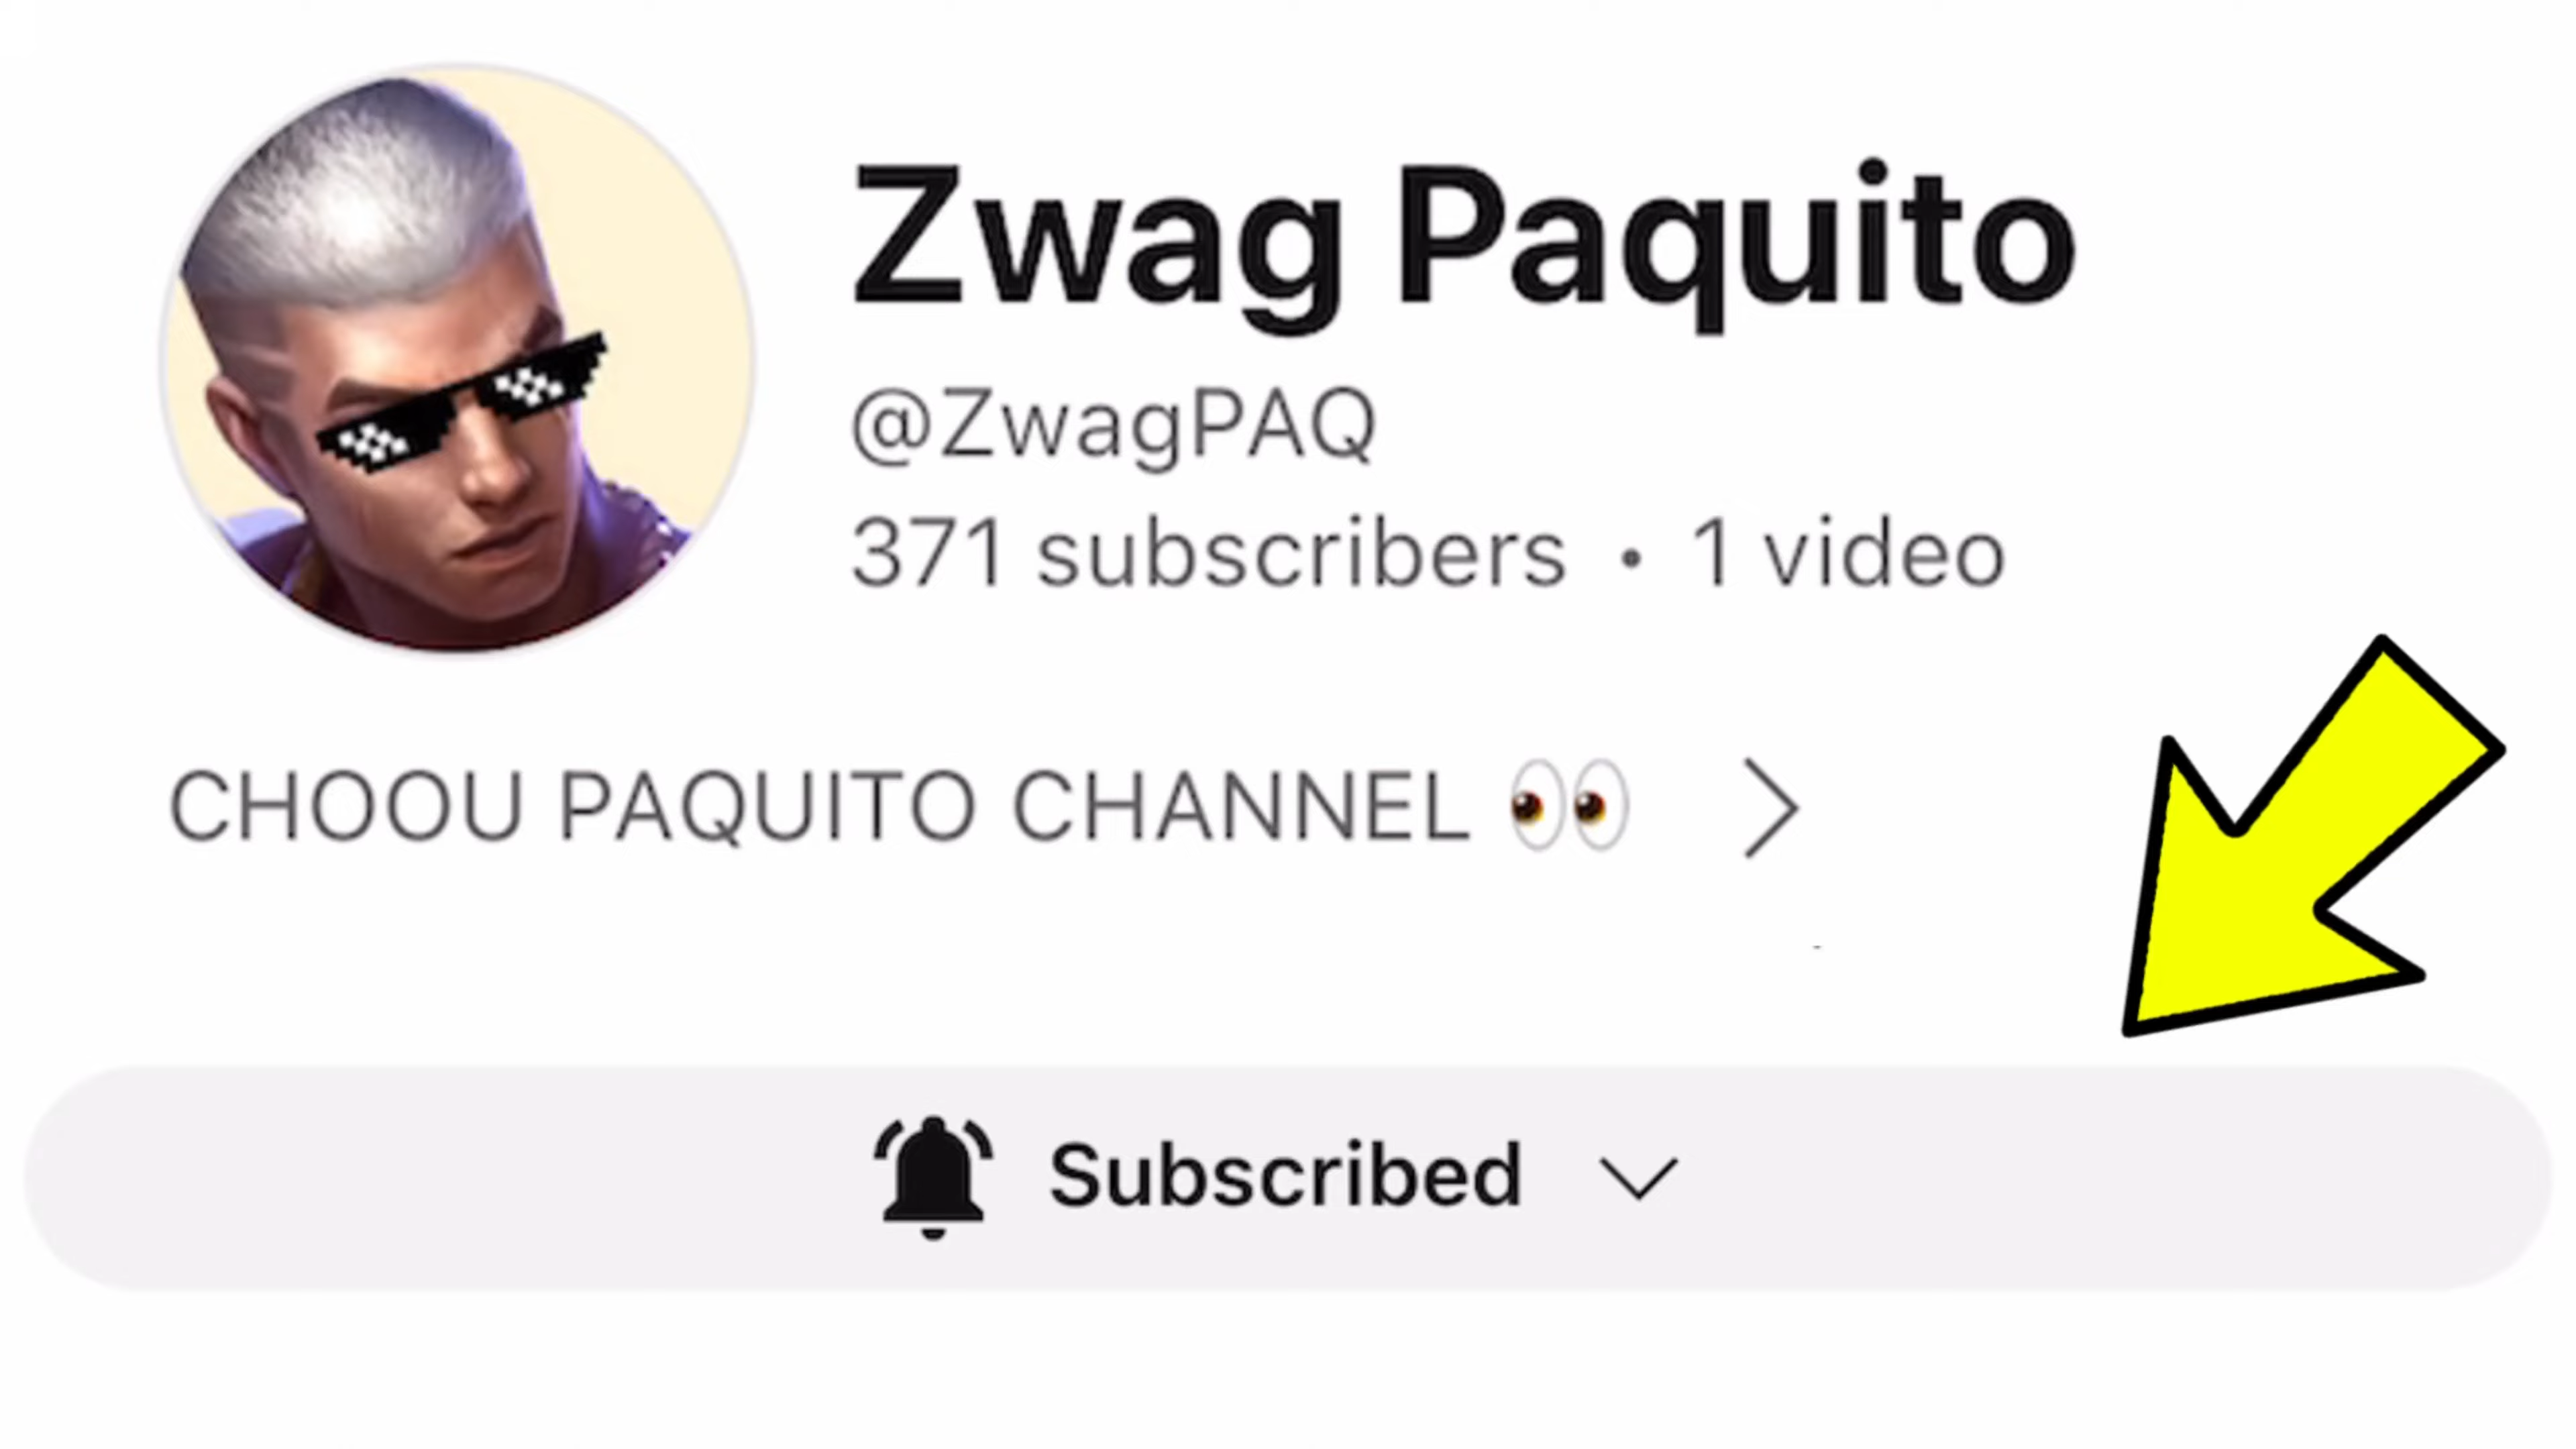 Zwag Paquito
@ZwagPAQ
371 subscribers • 1 video
CHOOU PAQUITO CHANNEL 👀 >
Subscribed